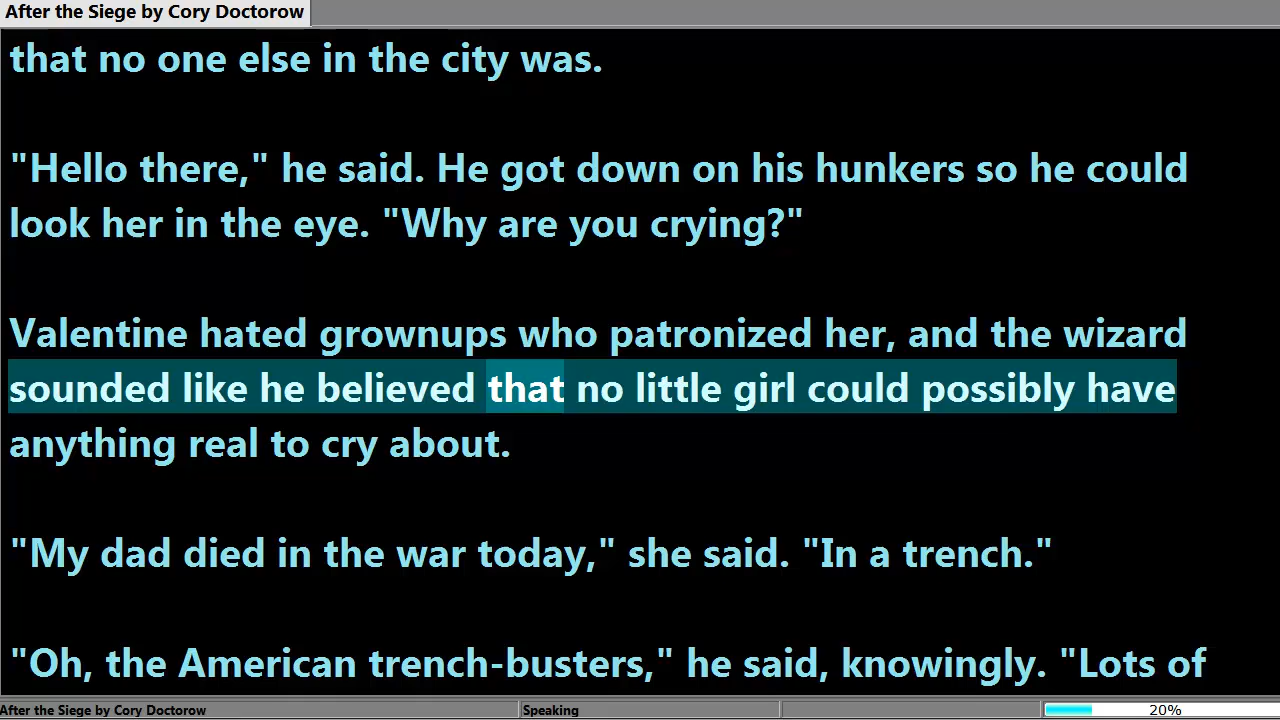 After the Siege by Cory Doctorow
that no one else in the city was.
"Hello there," he said. He got down on his hunkers so he could
look her in the eye. "Why are you crying?"
Valentine hated grownups who patronized her, and the wizard
sounded like he believed that no little girl could possibly have
anything real to cry about.
"My dad died in the war today," she said. "In a trench."
"Oh, the American trench-busters," he said, knowingly. "Lots of
After the Siege by Cory Doctorow Speaking 20%